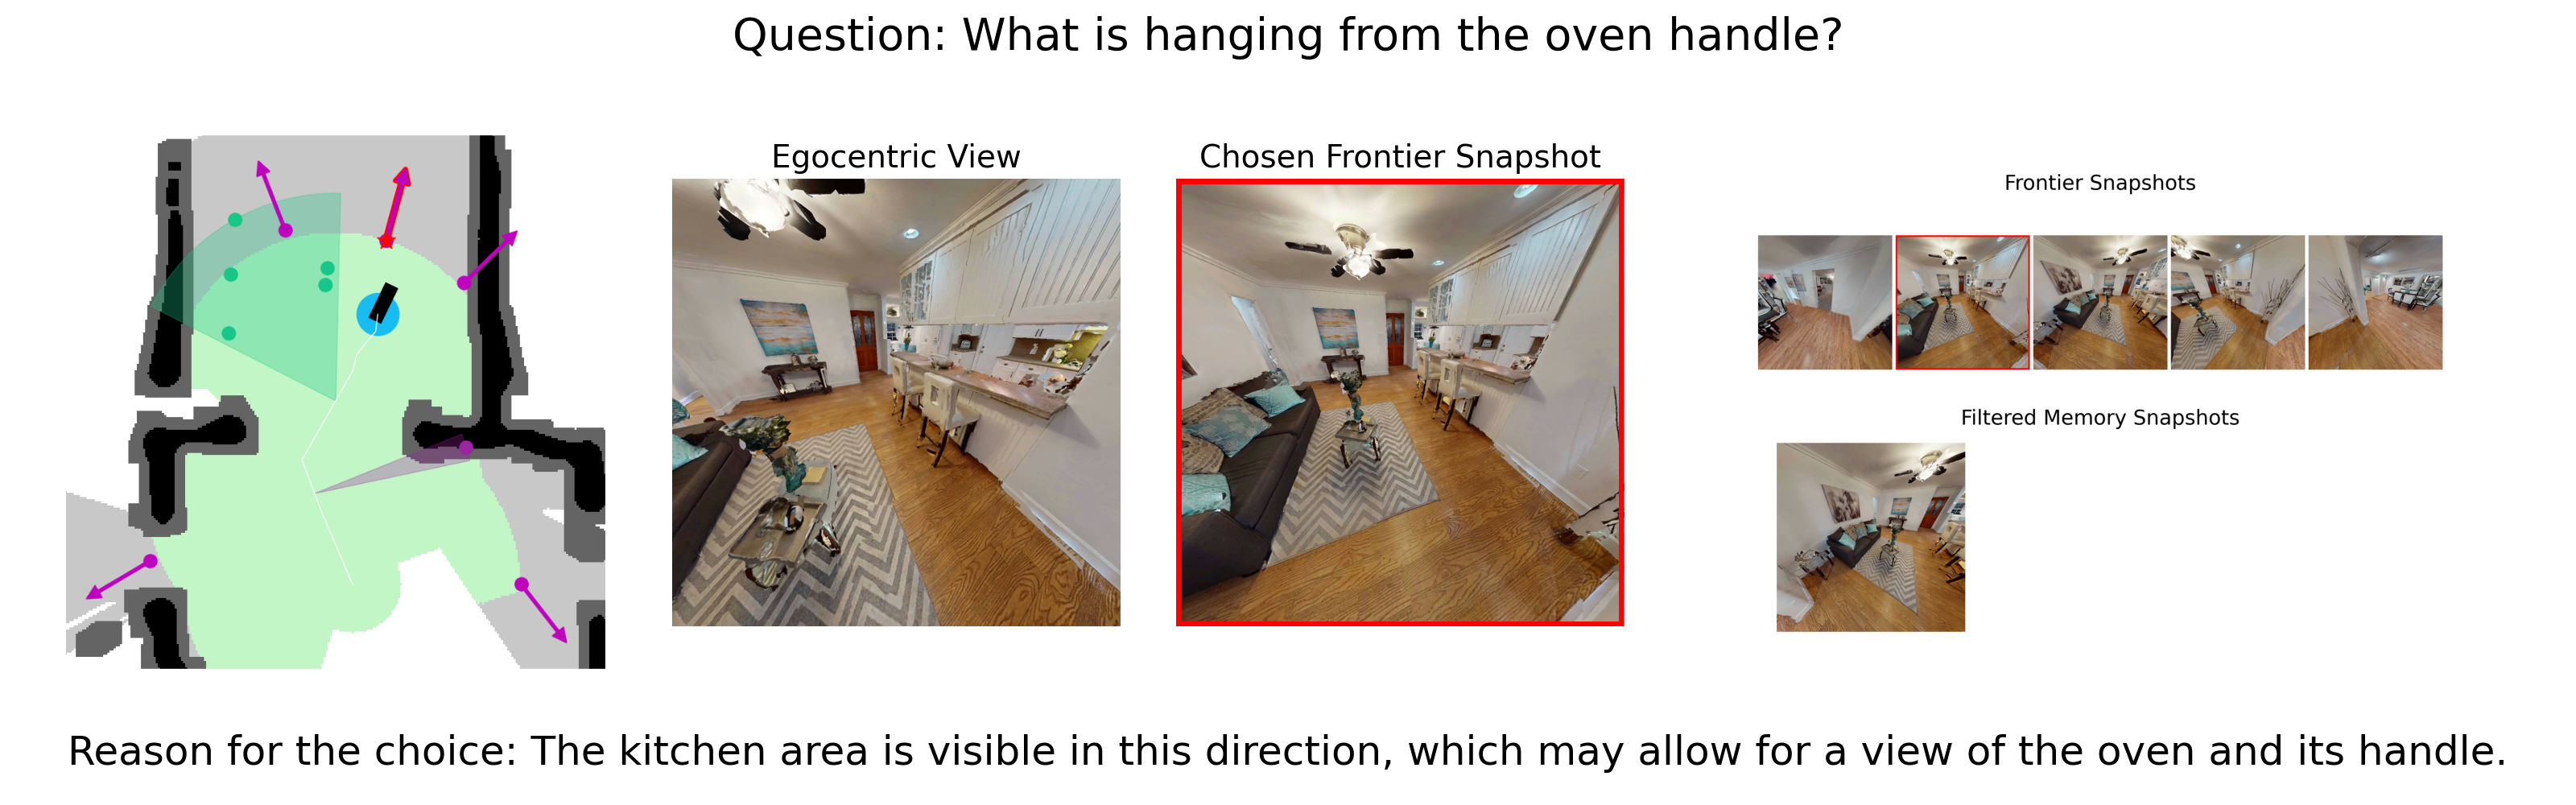 Question: What is hanging from the oven handle?
Egocentric View
Chosen Frontier Snapshot
Frontier Snapshots
Filtered Memory Snapshots
Reason for the choice: The kitchen area is visible in this direction, which may allow for a view of the oven and its handle.